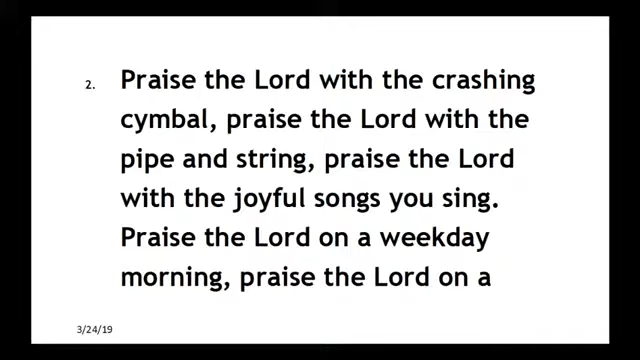 2. Praise the Lord with the crashing
cymbal, praise the Lord with the
pipe and string, praise the Lord
with the joyful songs you sing.
Praise the Lord on a weekday
morning, praise the Lord on a
3/24/19